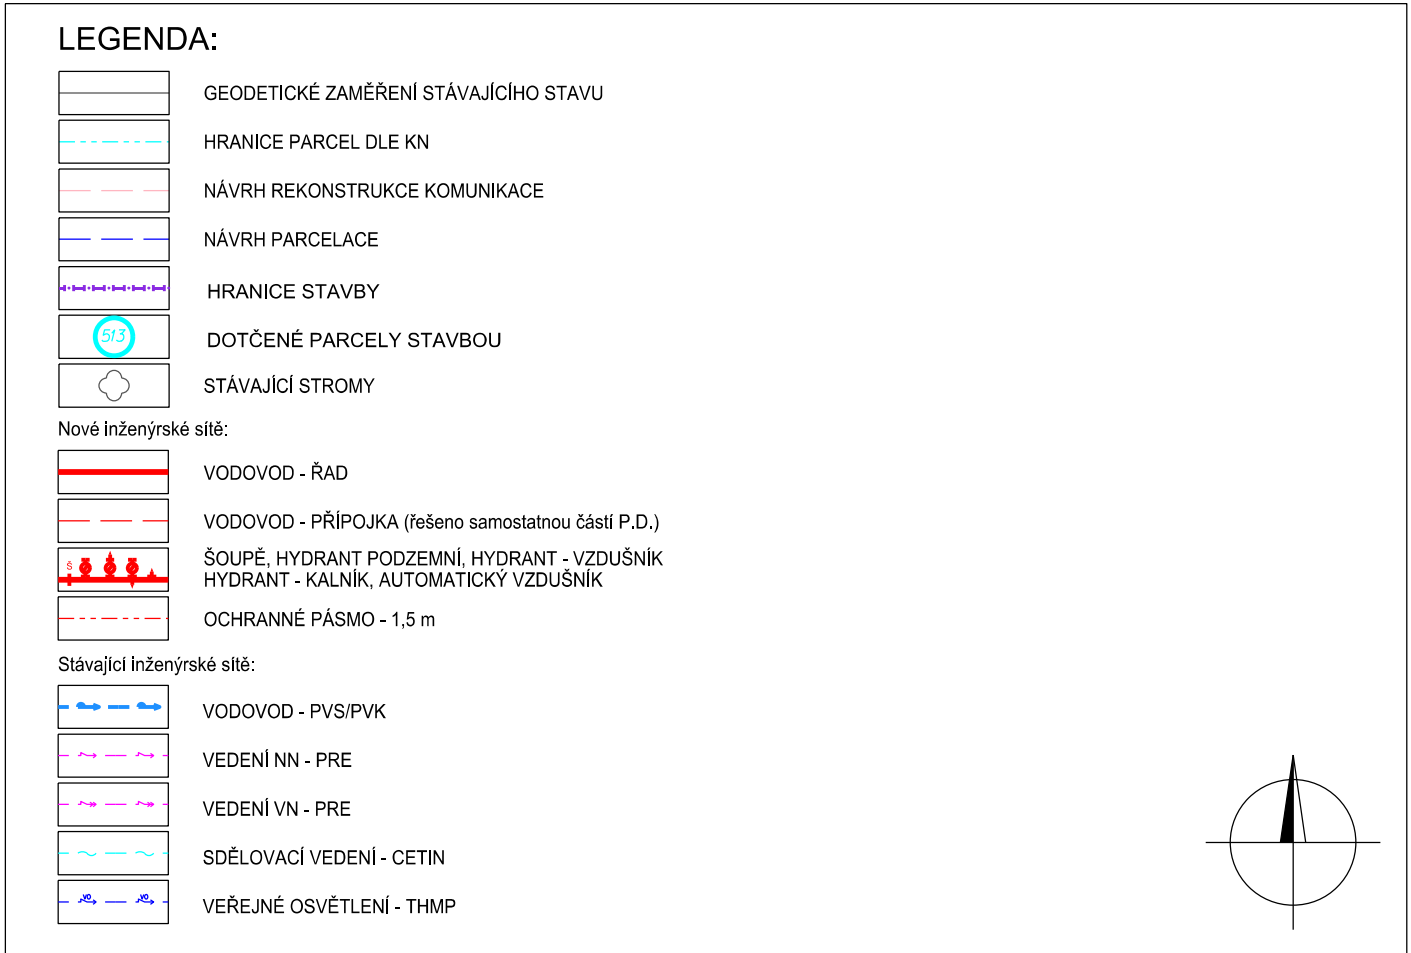 LEGENDA:
GEODETICKÉ ZAMĚŘENÍ STÁVAJÍCÍHO STAVU
HRANICE PARCEL DLE KN
NÁVRH REKONSTRUKCE KOMUNIKACE
NÁVRH PARCELACE
HRANICE STAVBY
513
DOTČENÉ PARCELY STAVBOU
STÁVAJÍCÍ STROMY
Nové inženýrské sítě:
VODOVOD - ŘAD
VODOVOD - PŘÍPOJKA (řešeno samostatnou částí P.D.)
Š
ŠOUPĚ, HYDRANT PODZEMNÍ, HYDRANT - VZDUŠNÍK
HYDRANT - KALNÍK, AUTOMATICKÝ VZDUŠNÍK
OCHRANNÉ PÁSMO - 1,5 m
Stávající inženýrské sítě:
VODOVOD - PVS/PVK
VEDENÍ NN - PRE
VEDENÍ VN - PRE
SDĚLOVACÍ VEDENÍ - CETIN
VO VO
VEŘEJNÉ OSVĚTLENÍ - THMP